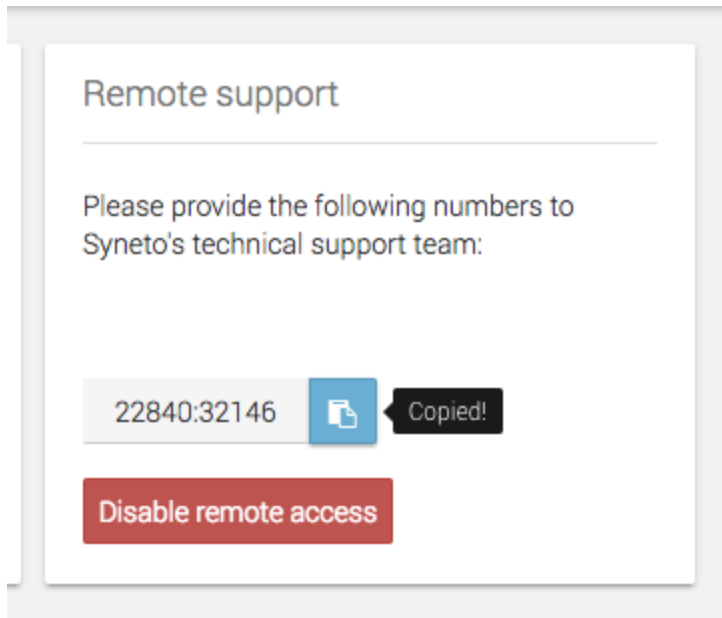 Remote support
Please provide the following numbers to
Syneto's technical support team:
22840:32146
Copied!
Disable remote access